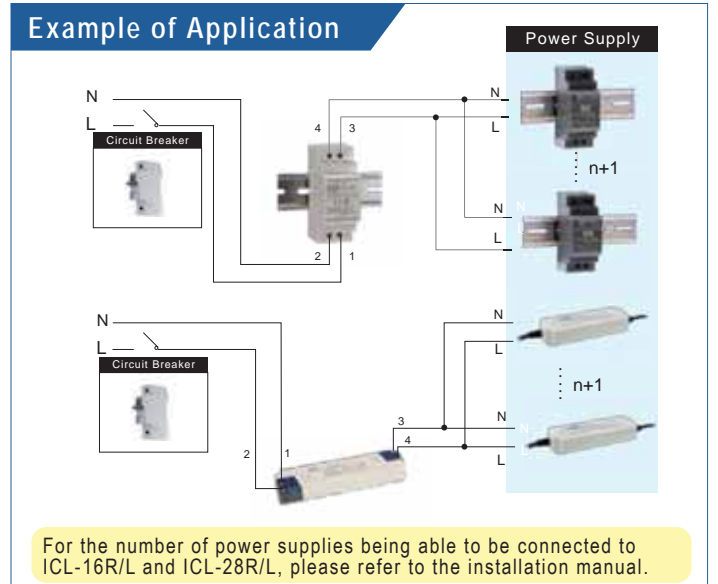 Example of Application
Power Supply
N
L
Circuit Breaker
4
3
2
1
N
L
n+1
N
N
L
N
L
Circuit Breaker
2
1
3
4
N
L
n+1
N
N
L
L
For the number of power supplies being able to be connected to
ICL-16R/L and ICL-28R/L, please refer to the installation manual.